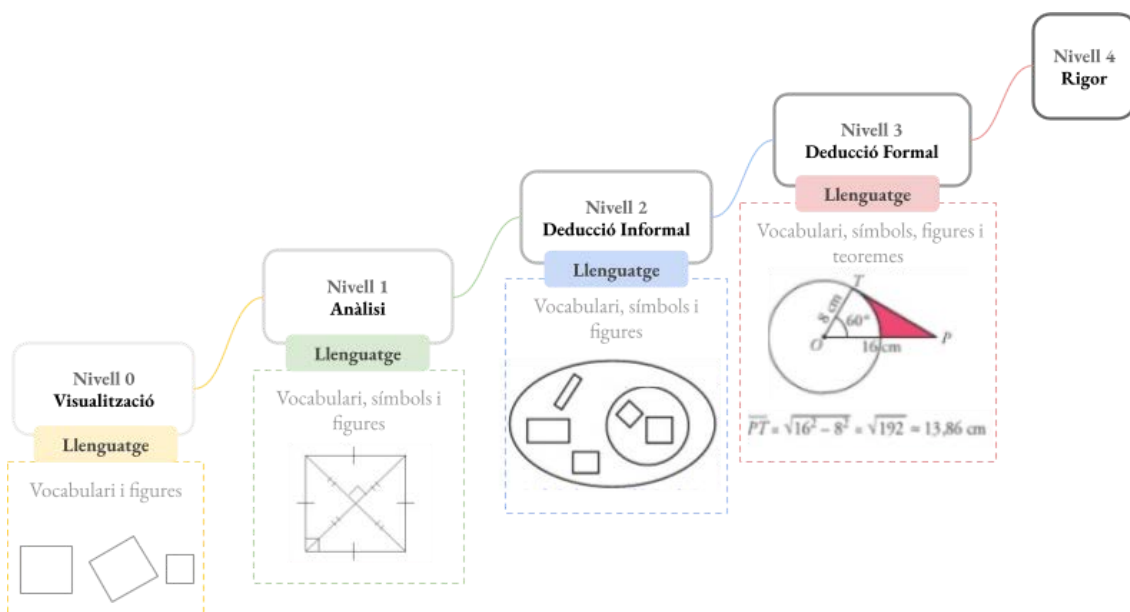 Nivell 0
Visualització
Llenguatge
Vocabulari i figures
Nivell 1
Anàlisi
Llenguatge
Vocabulari, símbols i
figures
Nivell 2
Deducció Informal
Llenguatge
Vocabulari, símbols i
figures
Nivell 3
Deducció Formal
Llenguatge
Vocabulari, símbols, figures i
teoremes
T
8 cm
60°
O
16 cm
P
PT = √16² − 8² = √192 ≈ 13,86 cm
Nivell 4
Rigor